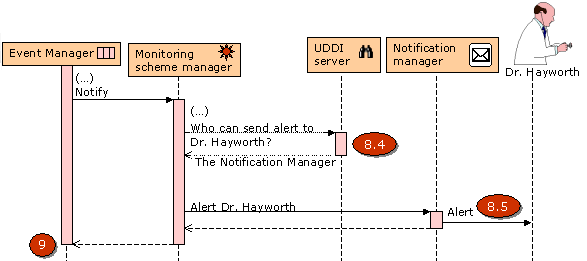 Event Manager
Monitoring
scheme manager
UDDI
server
Notification
manager
Dr. Hayworth
(...)
Notify
(...)
Who can send alert to
Dr. Hayworth?
8.4
The Notification Manager
Alert Dr. Hayworth
Alert
8.5
9